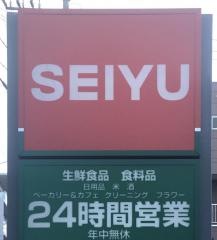 SEIYU
生鮮食品 食料品
日用品 米 酒
ベーカリー&カフェ クリーニング フラワー
24時間営業
年中無休